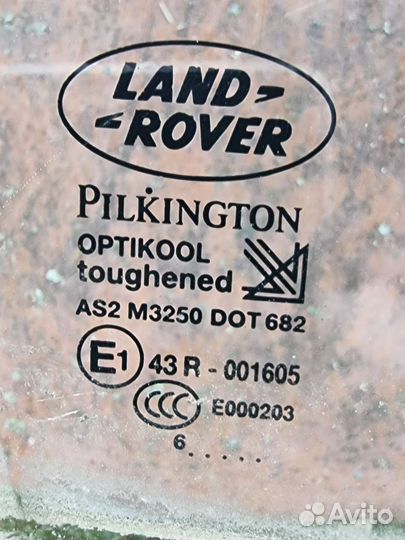 LAND
ROVER
PILKINGTON
OPTIKOOL
toughened
AS2 M3250 DOT 682
E1 43 R - 001605
CCC E000203
6.....
Avito